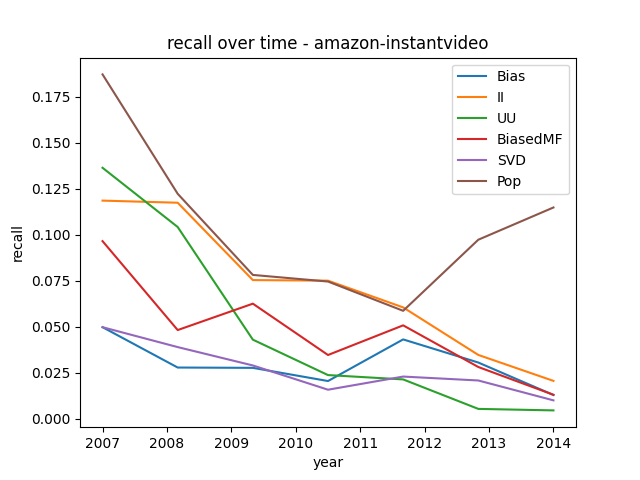 recall over time - amazon-instantvideo
Bias
II
UU
BiasedMF
SVD
Pop
recall
0.175
0.150
0.125
0.100
0.075
0.050
0.025
0.000
2007 2008 2009 2010 2011 2012 2013 2014
year